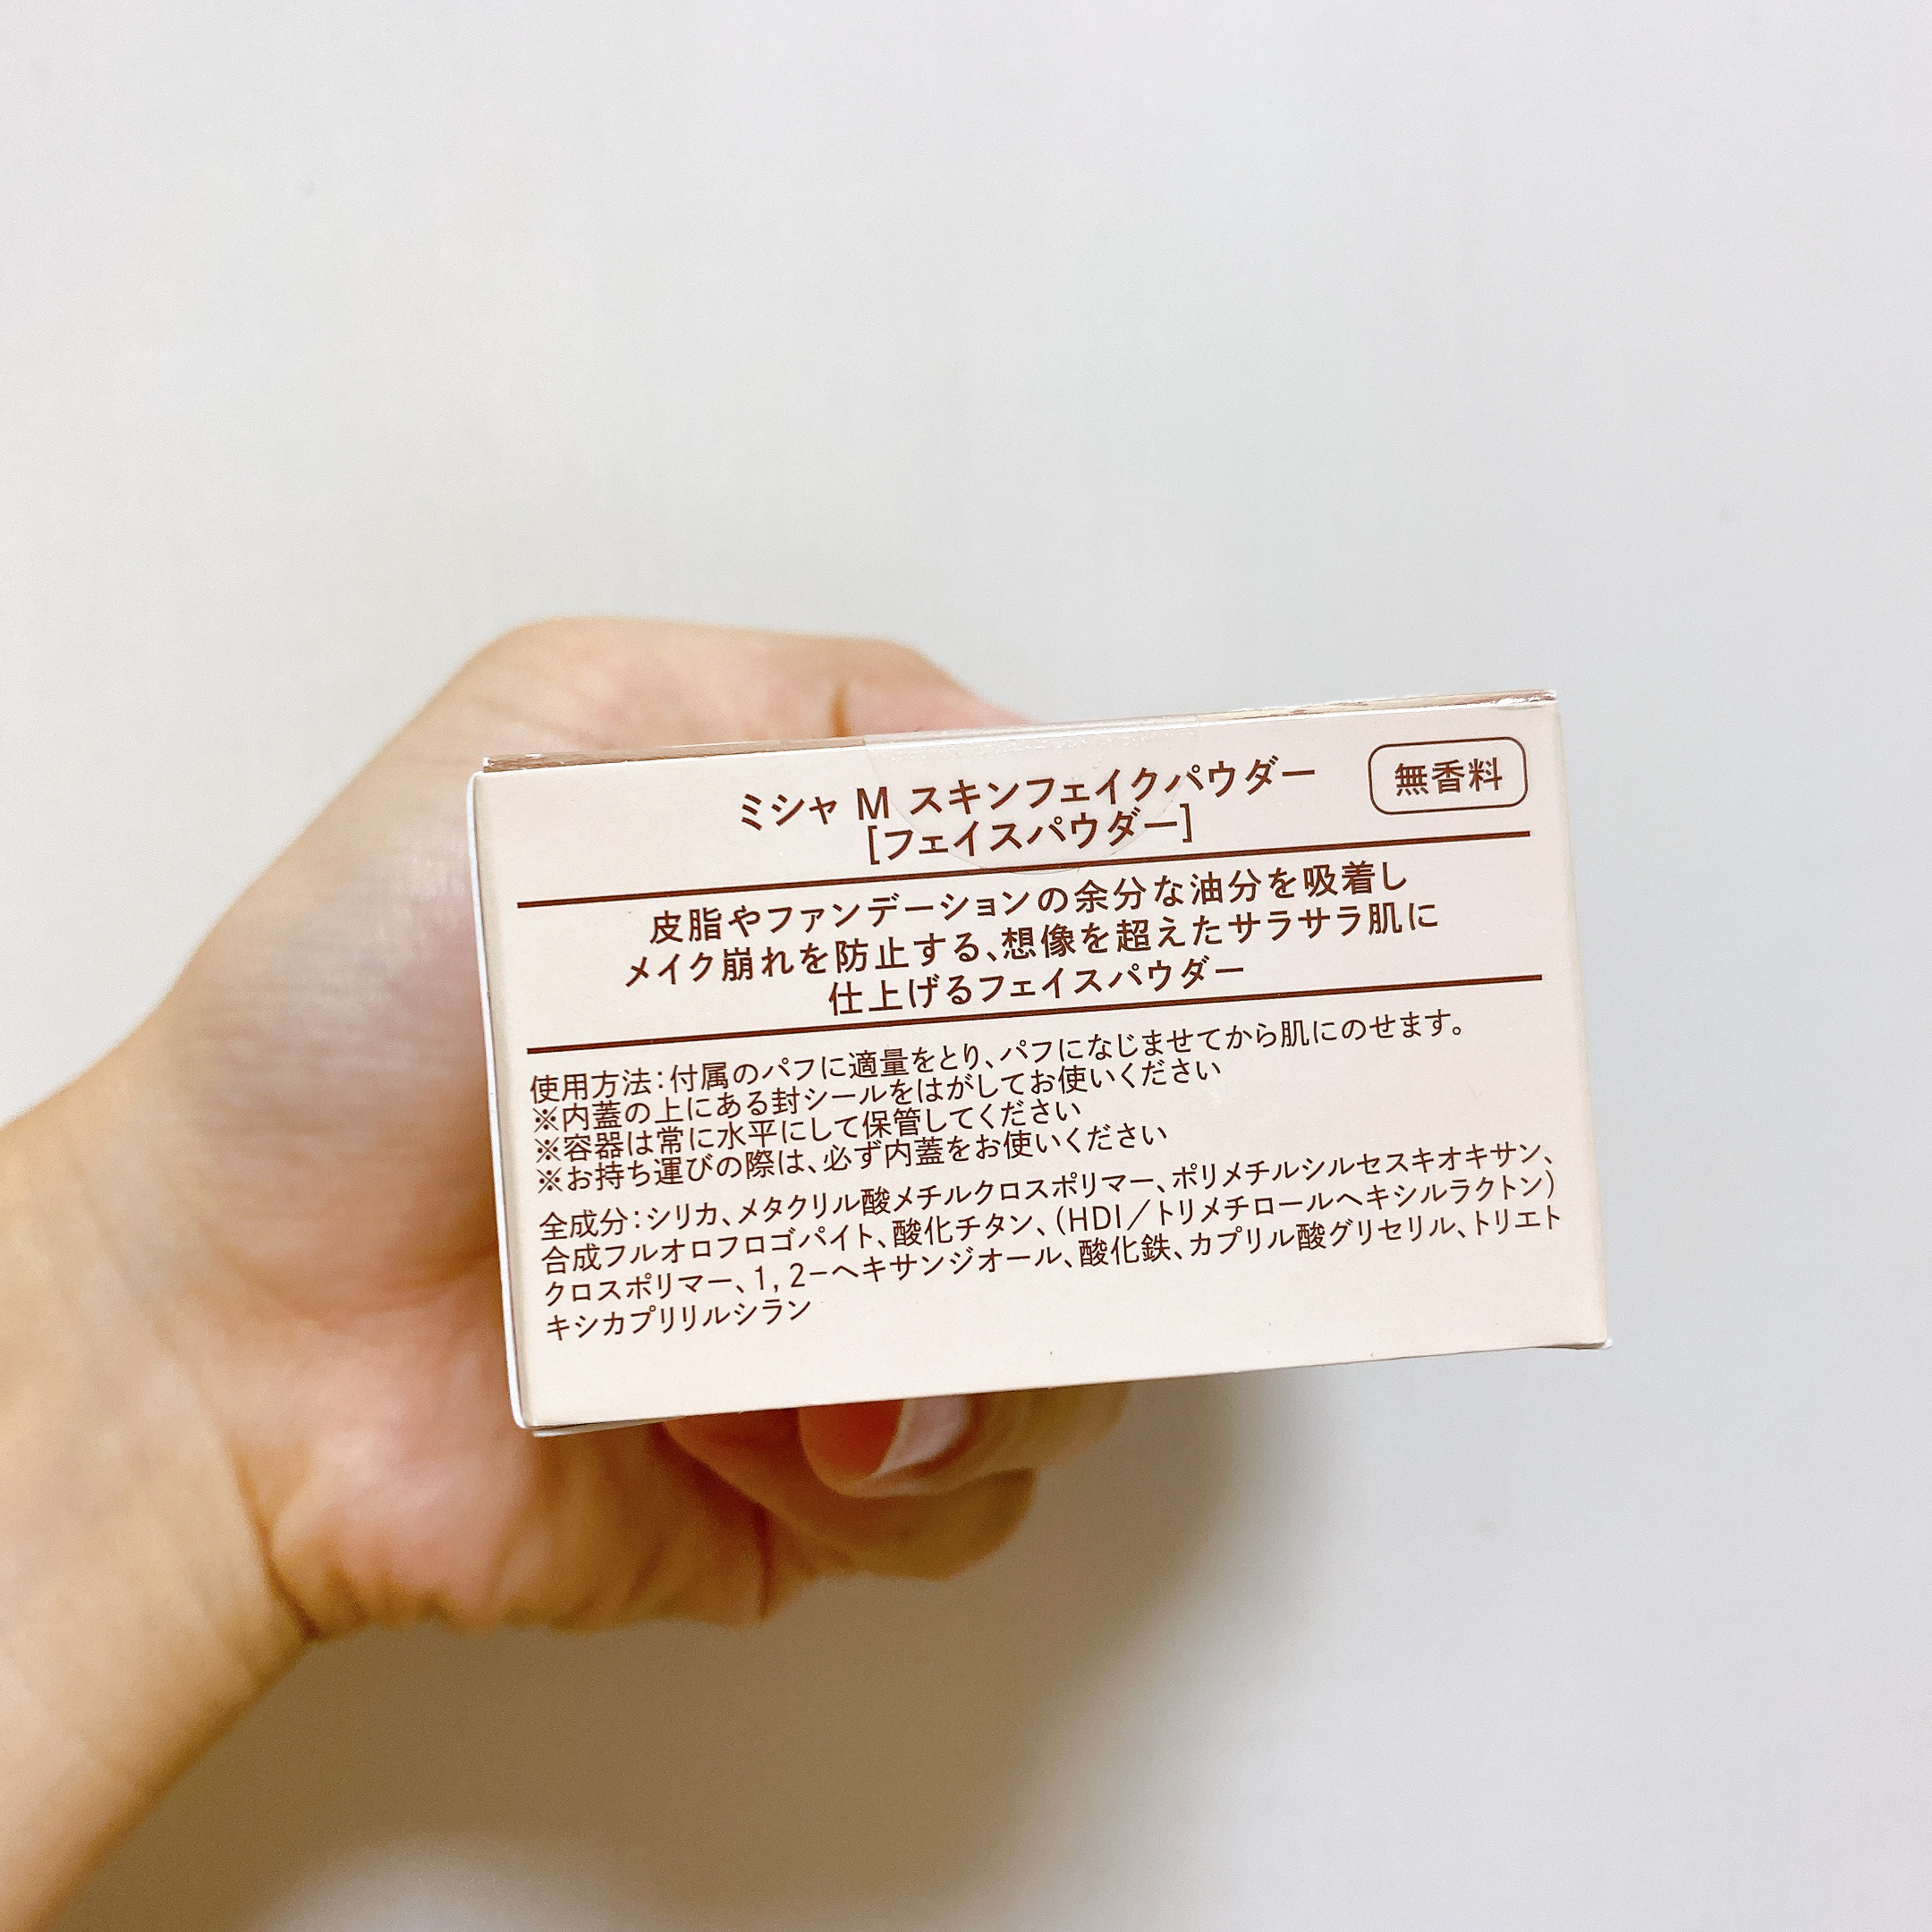 ミシャ M スキンフェイクパウダー
無香料
[フェイスパウダー]
皮脂やファンデーションの余分な油分を吸着し
メイク崩れを防止する、想像を超えたサラサラ肌に
仕上げるフェイスパウダー
使用方法：付属のパフに適量をとり、パフになじませてから肌にのせます。
※内蓋の上にある封シールをはがしてお使いください
※容器は常に水平にして保管してください
※お持ち運びの際は、必ず内蓋をお使いください
全成分：シリカ、メタクリル酸メチルクロスポリマー、ポリメチルシルセスキオキサン、
合成フルオロフロゴパイト、酸化チタン、(HDI／トリメチロールヘキシルラクトン)
クロスポリマー、1, 2－ヘキサンジオール、酸化鉄、カプリル酸グリセリル、トリエト
キシカプリリルシラン